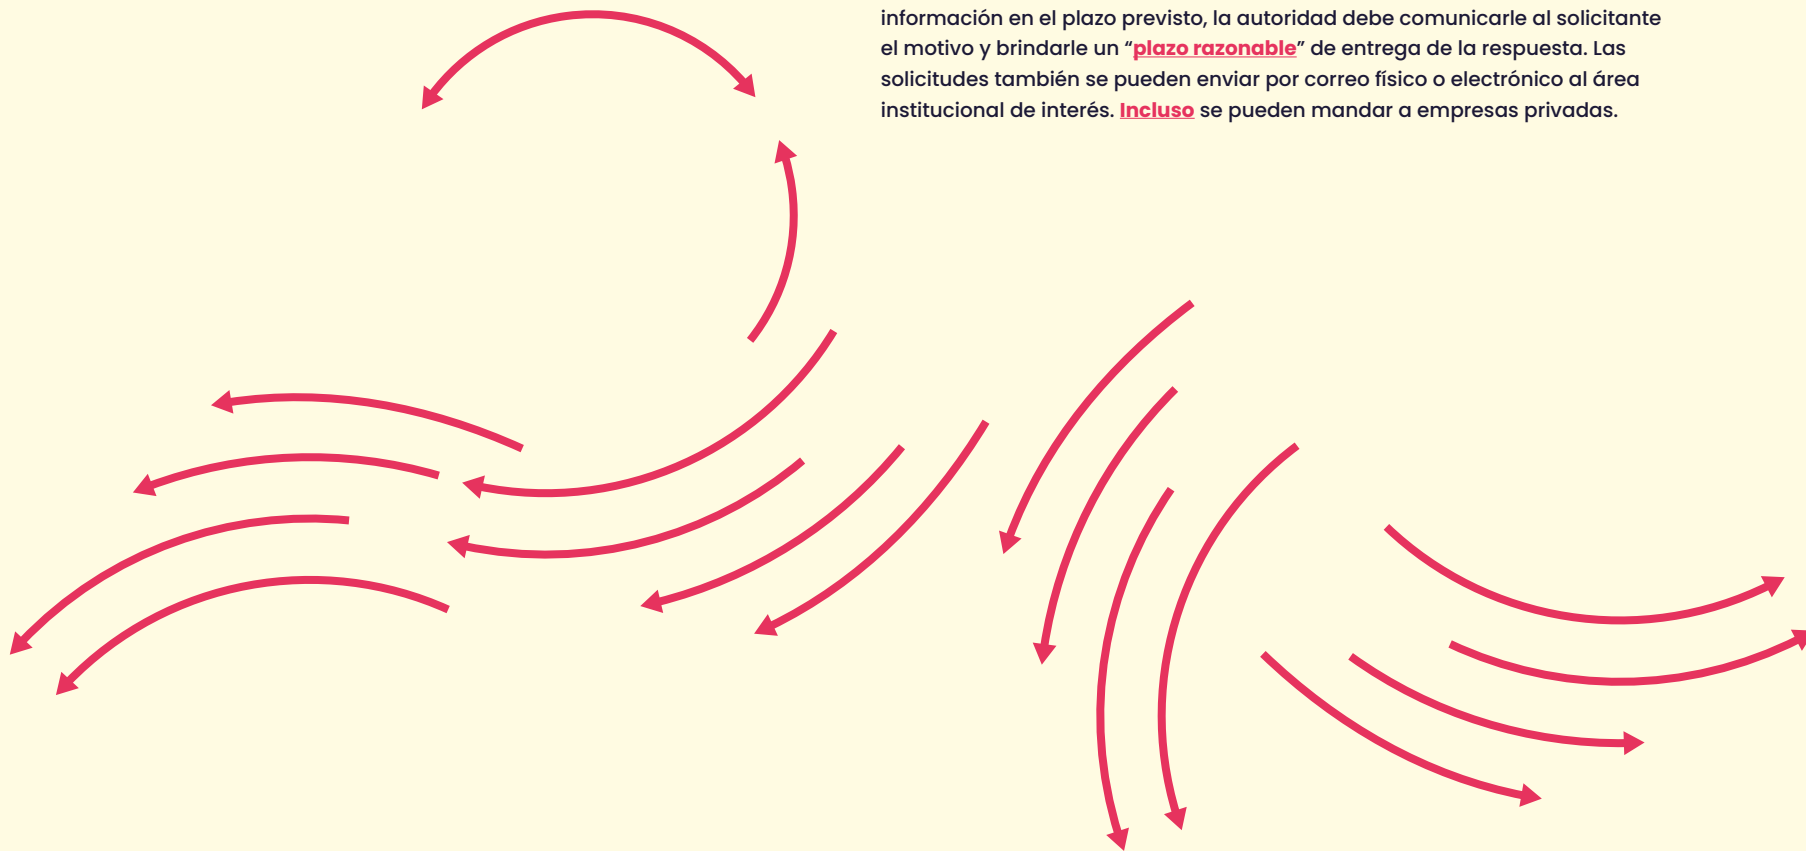 información en el plazo previsto, la autoridad debe comunicarle al solicitante
el motivo y brindarle un “plazo razonable” de entrega de la respuesta. Las
solicitudes también se pueden enviar por correo físico o electrónico al área
institucional de interés. Incluso se pueden mandar a empresas privadas.